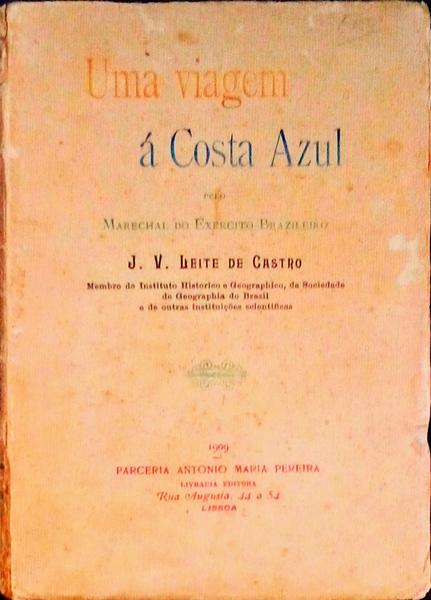 Uma viagem
á Costa Azul
PELO
MARECHAL DO EXERCITO BRAZILEIRO
J. V. LEITE DE CASTRO
Membro do Instituto Historico e Geographico, da Sociedade
de Geographia do Brazil
e de outras instituições scientificas
1909
PARCERIA ANTONIO MARIA PEREIRA
LIVRARIA EDITORA
Rua Augusta, 44 a 54
LISBOA